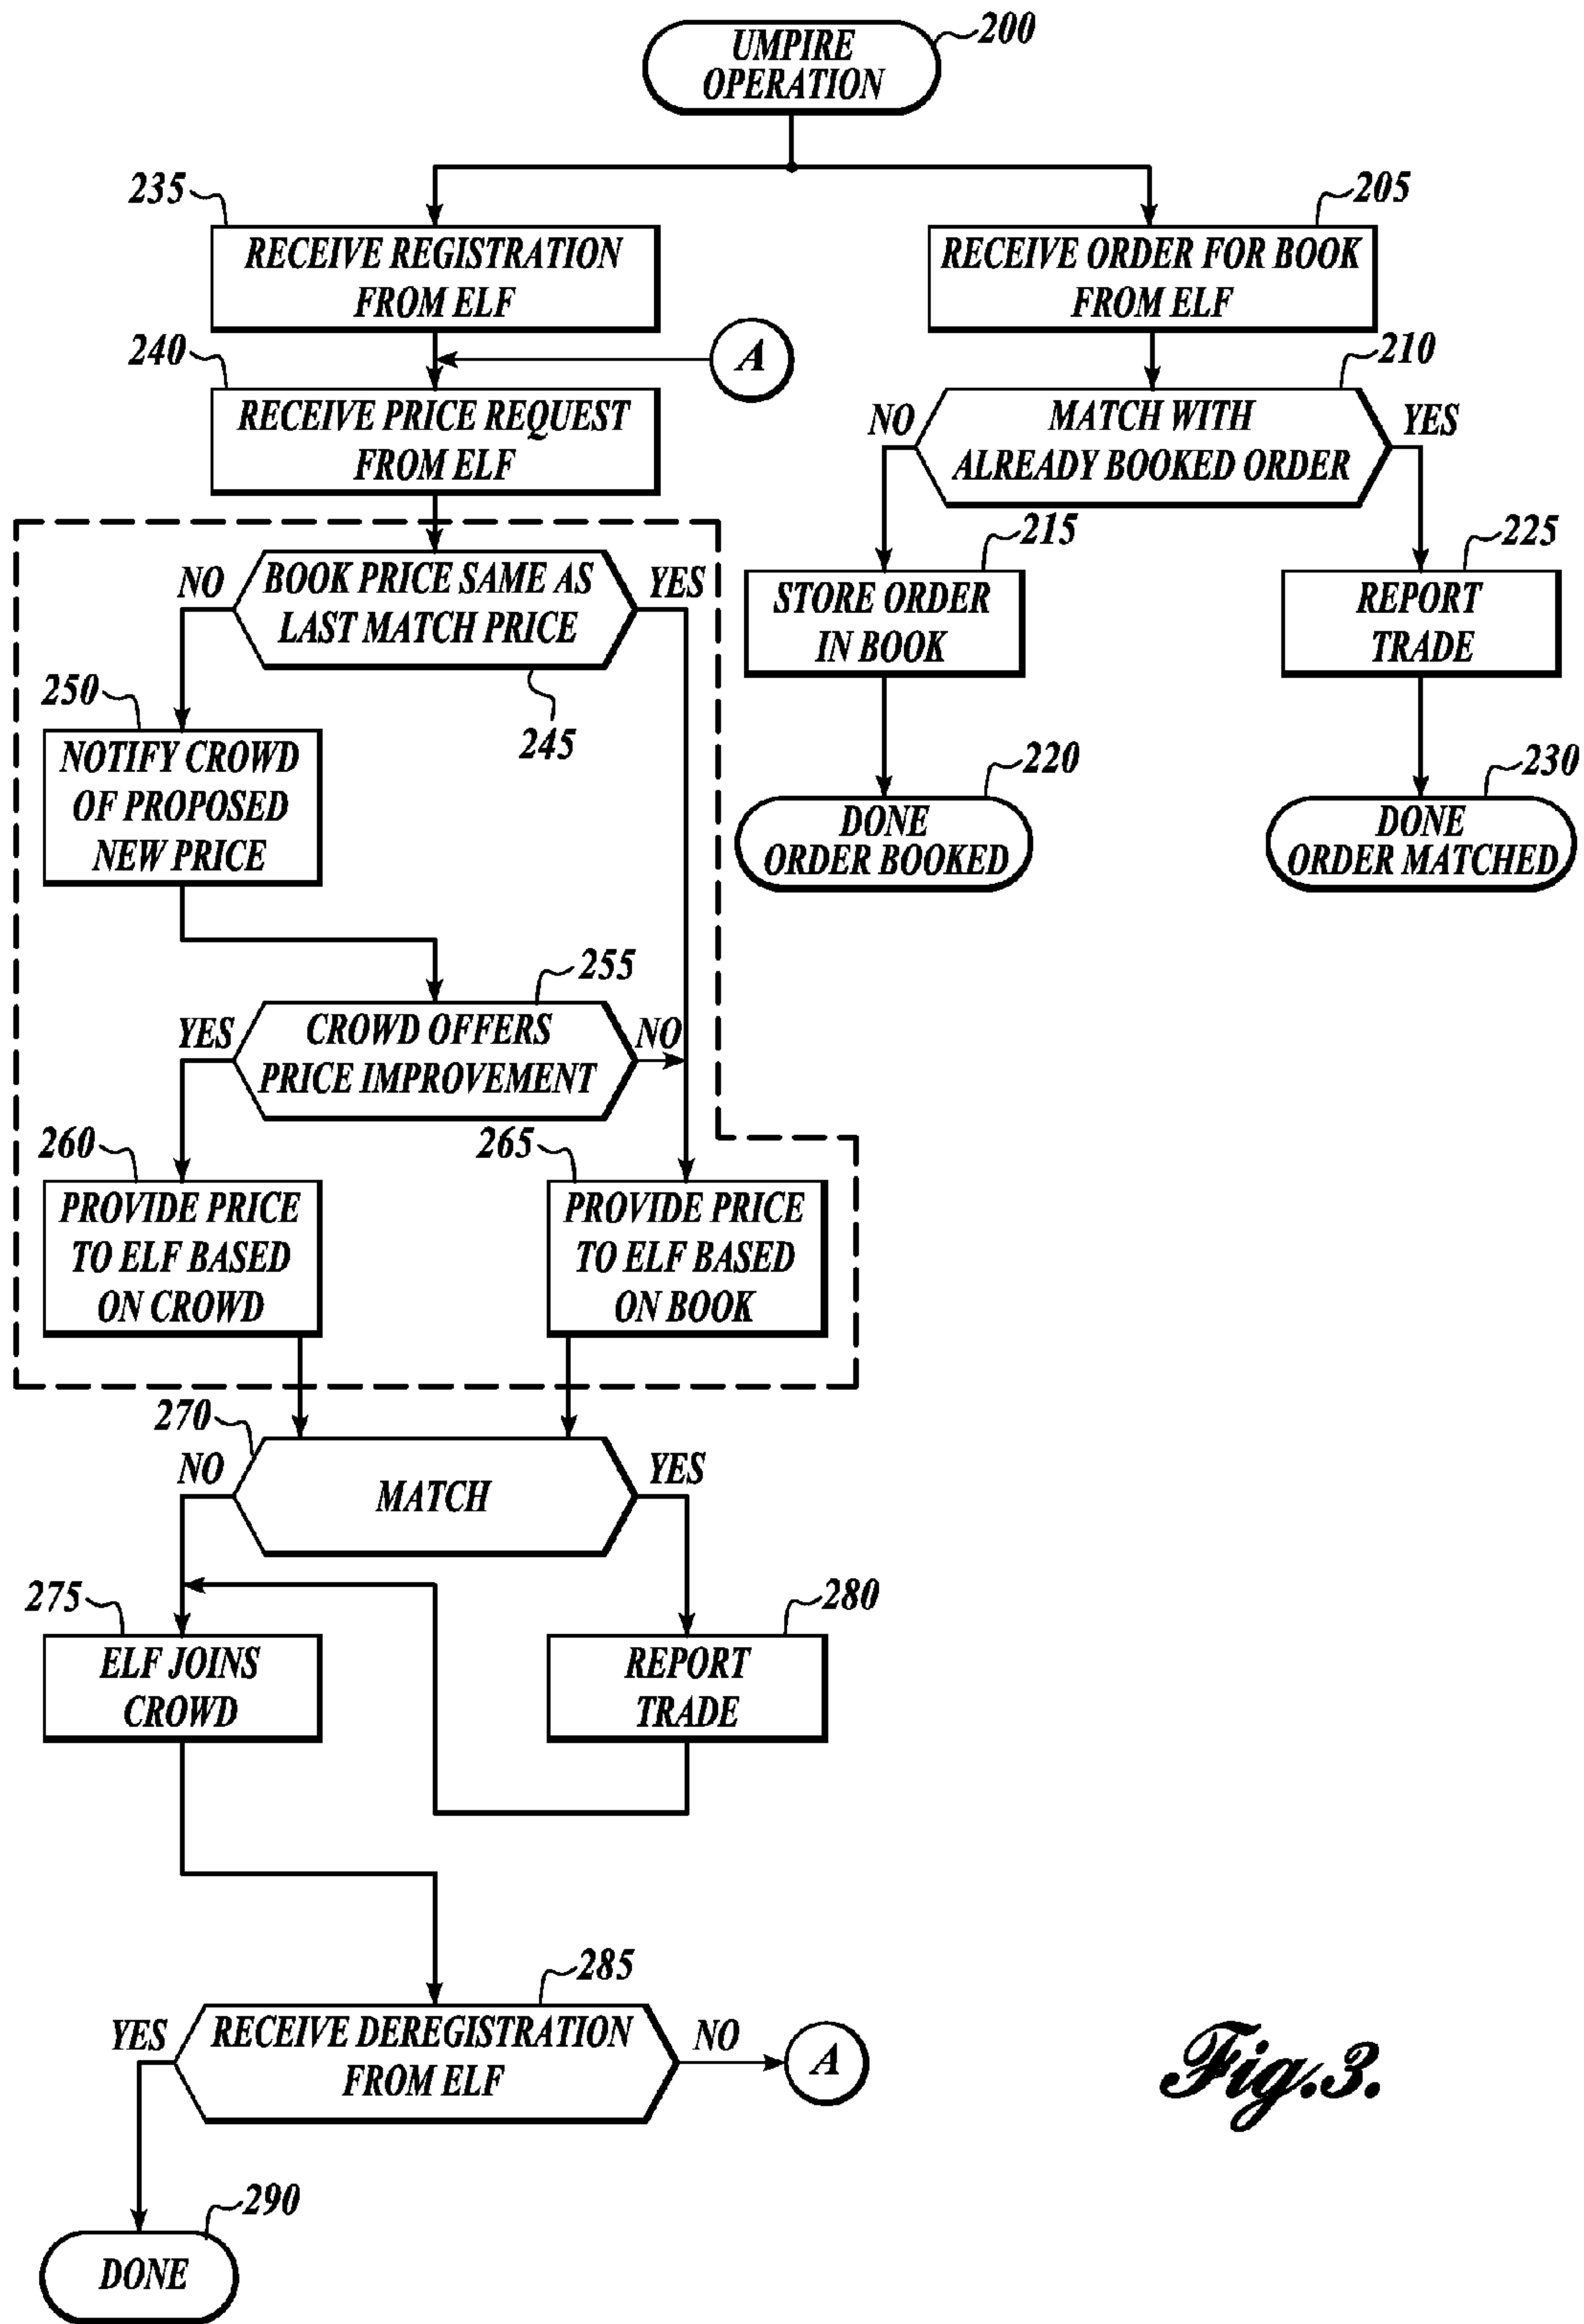 UMPIRE
OPERATION
200
235
RECEIVE REGISTRATION
FROM ELF
205
RECEIVE ORDER FOR BOOK
FROM ELF
A
240
RECEIVE PRICE REQUEST
FROM ELF
210
NO
MATCH WITH
ALREADY BOOKED ORDER
YES
NO
BOOK PRICE SAME AS
LAST MATCH PRICE
YES
245
215
STORE ORDER
IN BOOK
225
REPORT
TRADE
250
NOTIFY CROWD
OF PROPOSED
NEW PRICE
220
DONE
ORDER BOOKED
230
DONE
ORDER MATCHED
255
YES
CROWD OFFERS
PRICE IMPROVEMENT
NO
260
PROVIDE PRICE
TO ELF BASED
ON CROWD
265
PROVIDE PRICE
TO ELF BASED
ON BOOK
270
NO
MATCH
YES
275
ELF JOINS
CROWD
280
REPORT
TRADE
285
YES
RECEIVE DEREGISTRATION
FROM ELF
NO
A
290
DONE
Fig.3.